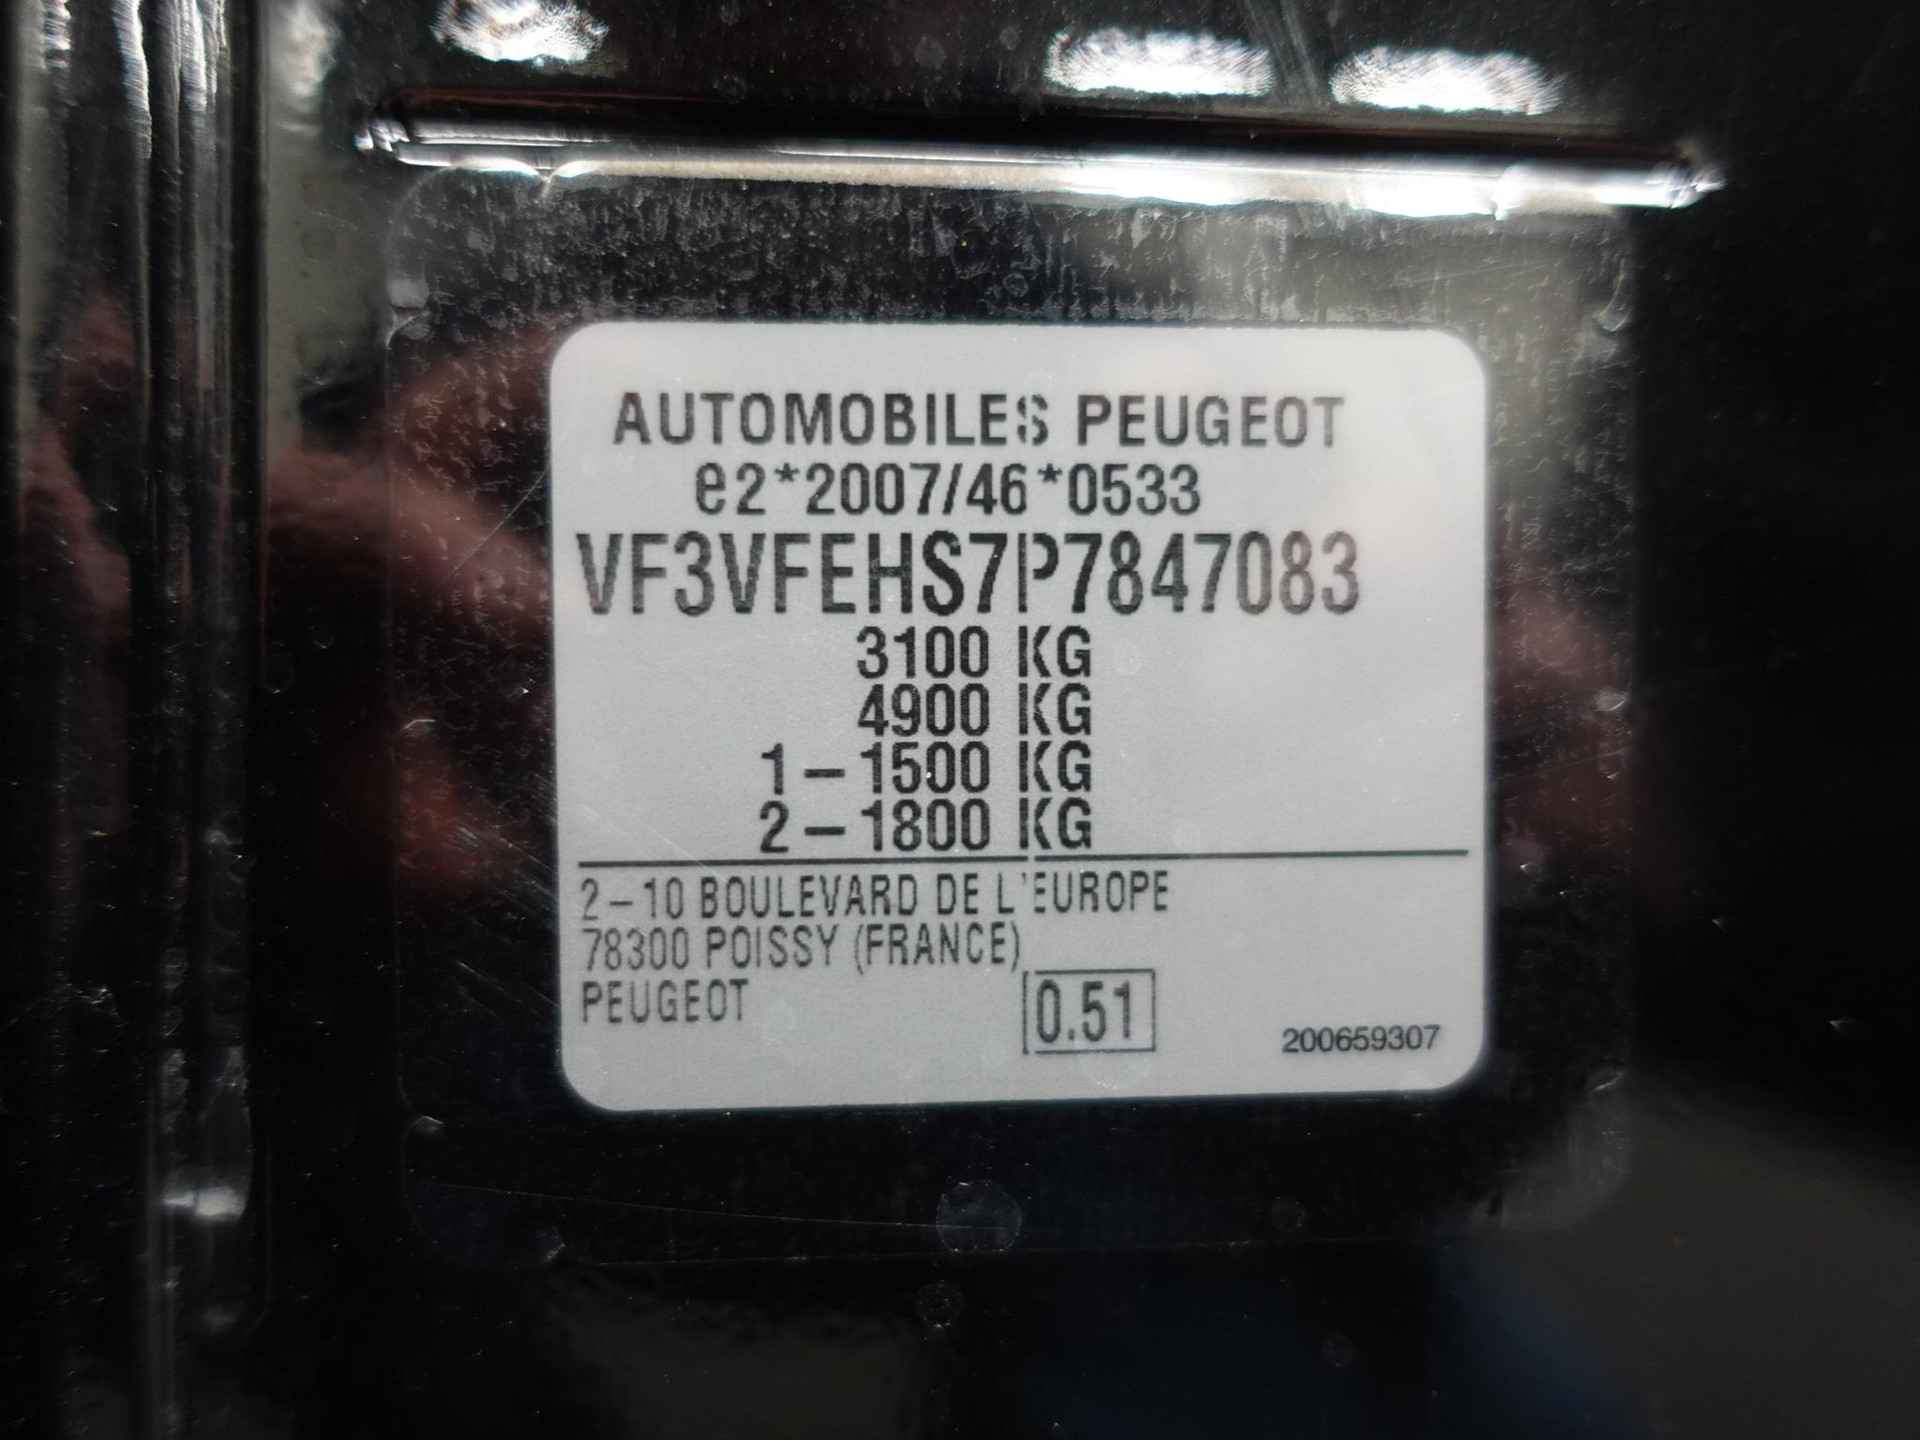 AUTOMOBILES PEUGEOT
e2*2007/46*0533
VF3VFEHS7P7847083
3100 KG
4900 KG
1-1500 KG
2-1800 KG
2-10 BOULEVARD DE L'EUROPE
78300 POISSY (FRANCE)
PEUGEOT
0.51
200659307